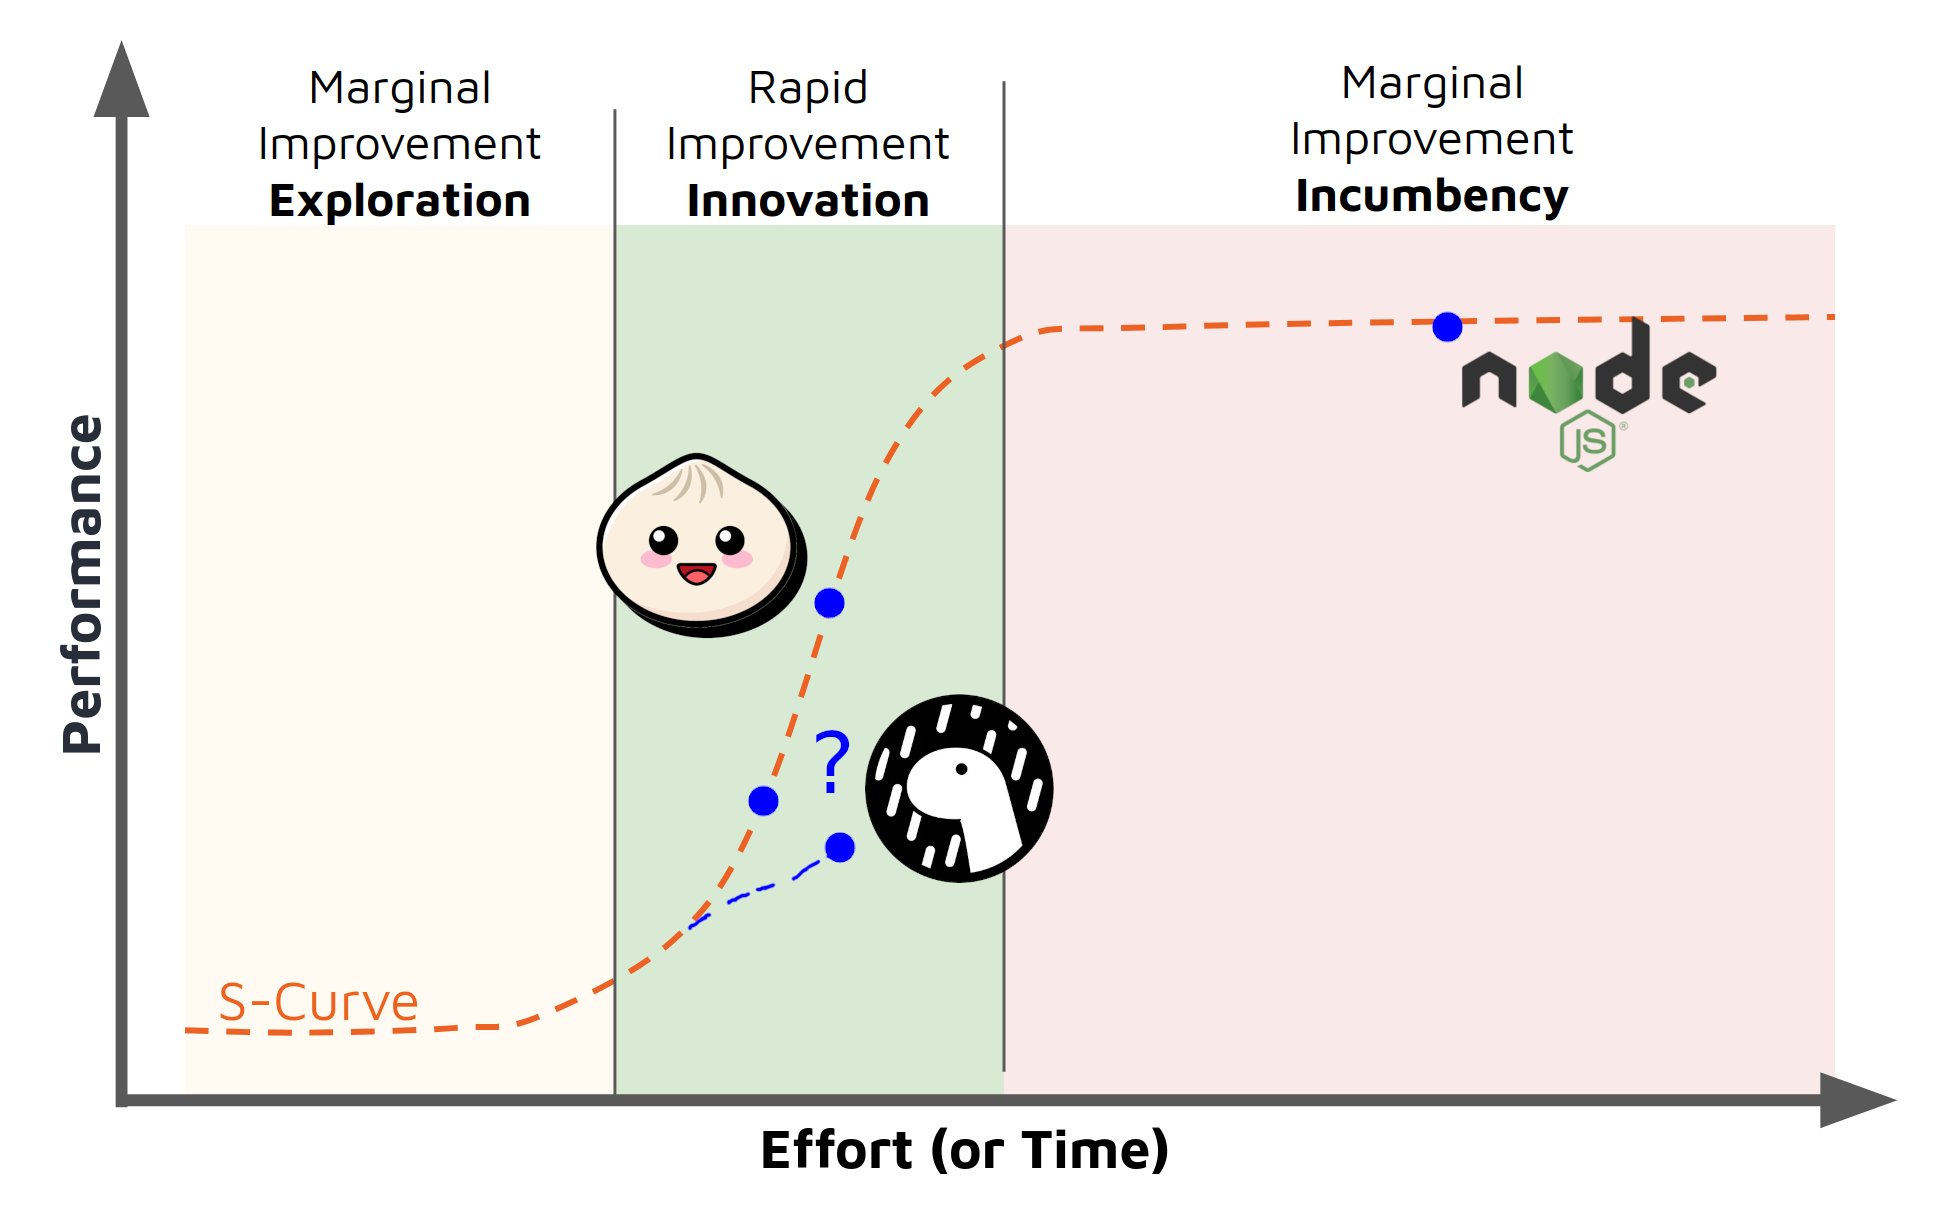 Marginal
Improvement
Exploration
Rapid
Improvement
Innovation
Marginal
Improvement
Incumbency
Performance
node
JS®
?
S-Curve
Effort (or Time)